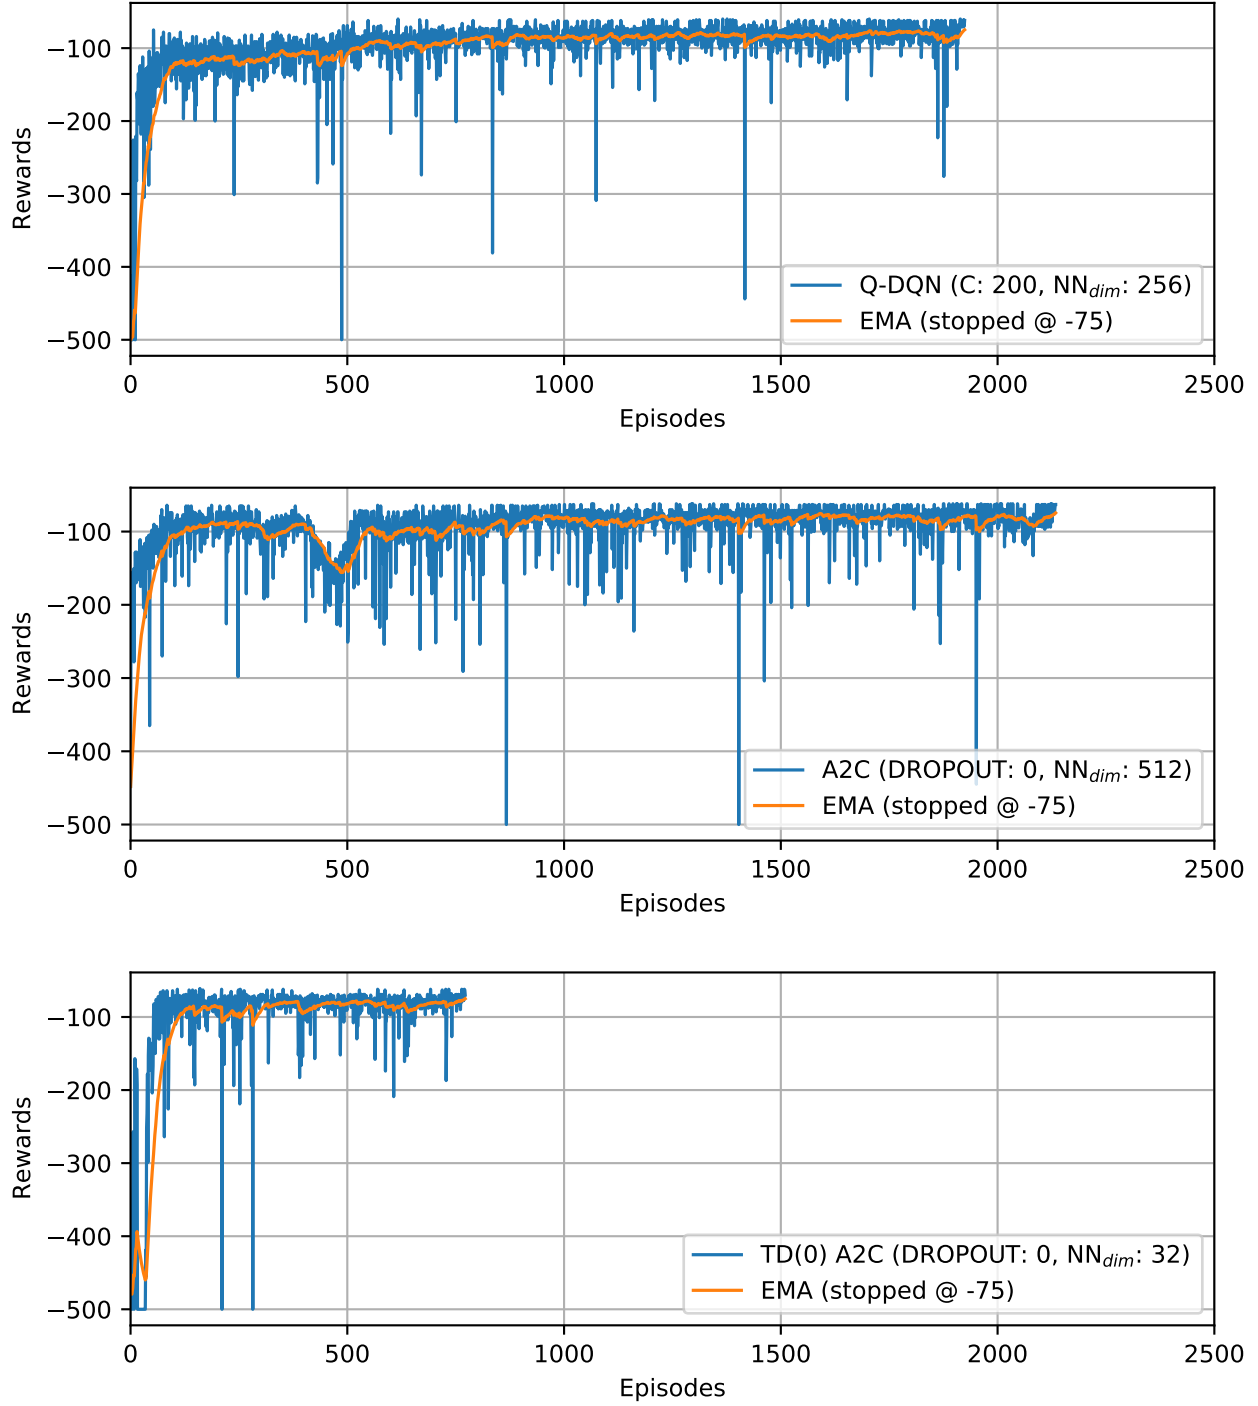 −100
−200
−300
−400
−500
Rewards
0 500 1000 1500 2000 2500
Episodes
Q-DQN (C: 200, NN_dim: 256)
EMA (stopped @ -75)
−100
−200
−300
−400
−500
Rewards
0 500 1000 1500 2000 2500
Episodes
A2C (DROPOUT: 0, NN_dim: 512)
EMA (stopped @ -75)
−100
−200
−300
−400
−500
Rewards
0 500 1000 1500 2000 2500
Episodes
TD(0) A2C (DROPOUT: 0, NN_dim: 32)
EMA (stopped @ -75)